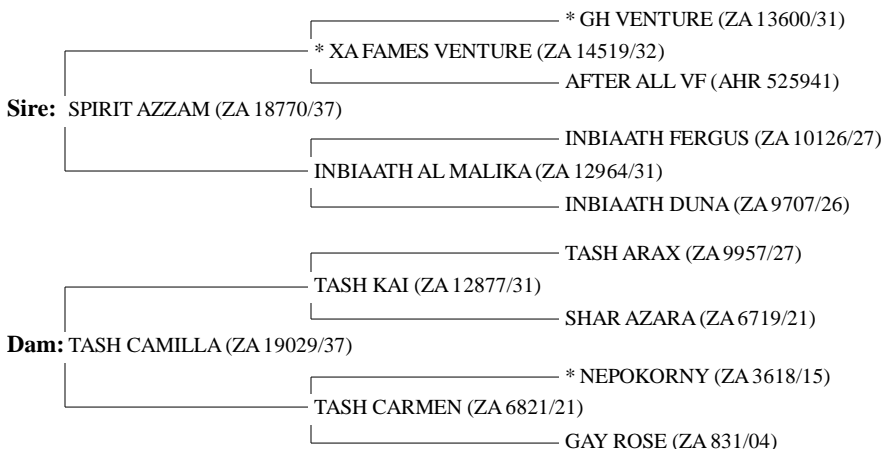 * GH VENTURE (ZA 13600/31)
* XA FAMES VENTURE (ZA 14519/32)
AFTER ALL VF (AHR 525941)
Sire: SPIRIT AZZAM (ZA 18770/37)
INBIAATH FERGUS (ZA 10126/27)
INBIAATH AL MALIKA (ZA 12964/31)
INBIAATH DUNA (ZA 9707/26)
TASH ARAX (ZA 9957/27)
TASH KAI (ZA 12877/31)
SHAR AZARA (ZA 6719/21)
Dam: TASH CAMILLA (ZA 19029/37)
* NEPOKORNY (ZA 3618/15)
TASH CARMEN (ZA 6821/21)
GAY ROSE (ZA 831/04)